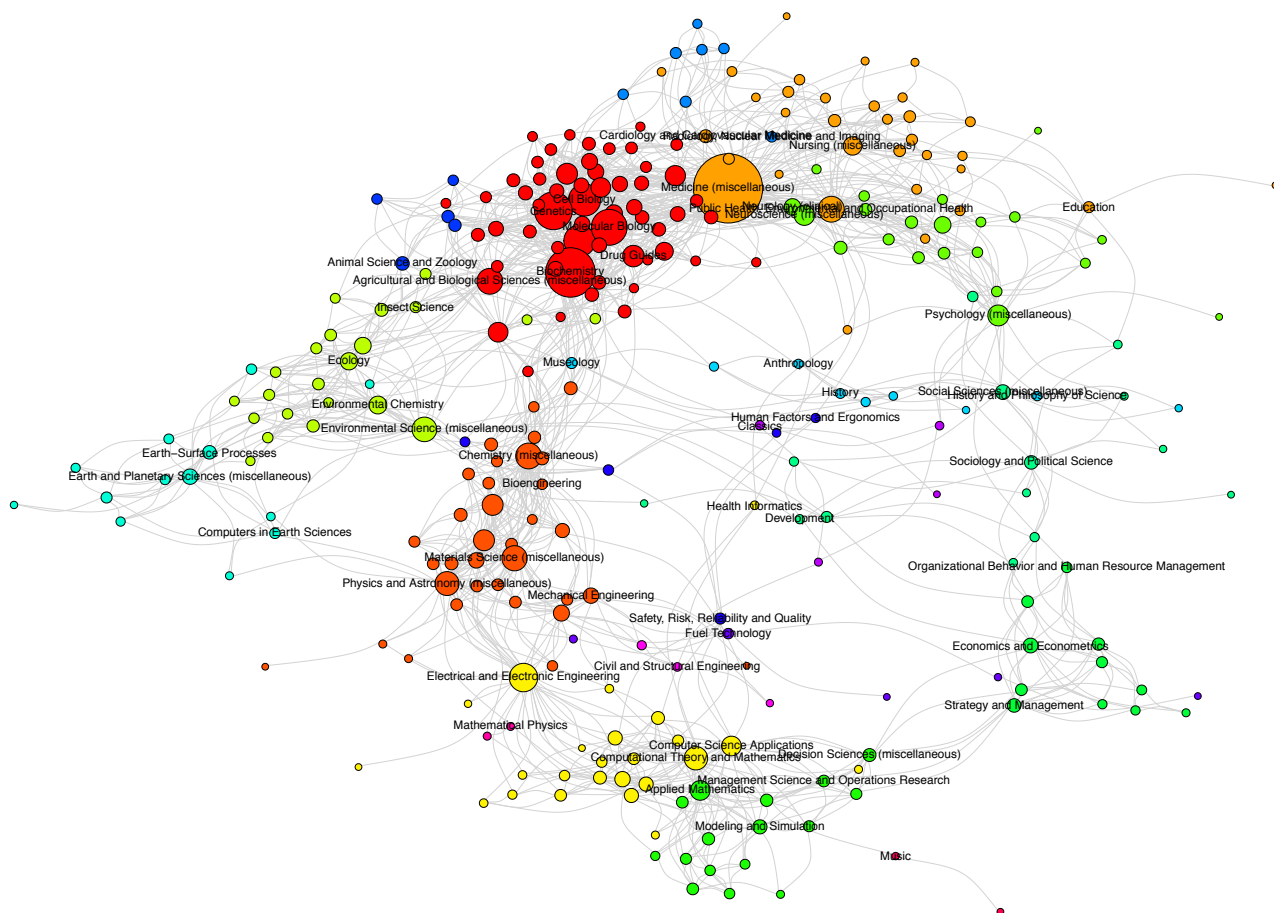 Cardiology and Cardiovascular Medicine
Radiology, Nuclear Medicine and Imaging
Nursing (miscellaneous)
Medicine (miscellaneous)
Cell Biology
Public Health, Environmental and Occupational Health
Neurology (clinical)
Education
Genetics
Neuroscience (miscellaneous)
Molecular Biology
Drug Guides
Animal Science and Zoology
Biochemistry
Agricultural and Biological Sciences (miscellaneous)
Insect Science
Psychology (miscellaneous)
Ecology
Museology
Anthropology
History
Social Sciences (miscellaneous)
History and Philosophy of Science
Environmental Chemistry
Human Factors and Ergonomics
Classics
Environmental Science (miscellaneous)
Earth-Surface Processes
Chemistry (miscellaneous)
Sociology and Political Science
Earth and Planetary Sciences (miscellaneous)
Bioengineering
Health Informatics
Development
Computers in Earth Sciences
Materials Science (miscellaneous)
Organizational Behavior and Human Resource Management
Physics and Astronomy (miscellaneous)
Mechanical Engineering
Safety, Risk, Reliability and Quality
Fuel Technology
Economics and Econometrics
Civil and Structural Engineering
Electrical and Electronic Engineering
Strategy and Management
Mathematical Physics
Computer Science Applications
Decision Sciences (miscellaneous)
Computational Theory and Mathematics
Management Science and Operations Research
Applied Mathematics
Modeling and Simulation
Music